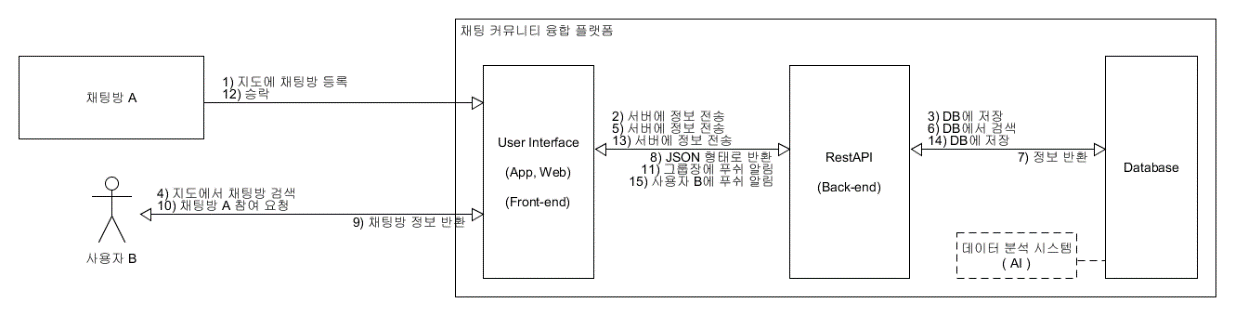 채팅 커뮤니티 융합 플랫폼
채팅방 A
1) 지도에 채팅방 등록
12) 승락
User Interface
(App, Web)
(Front-end)
2) 서버에 정보 전송
5) 서버에 정보 전송
13) 서버에 정보 전송
8) JSON 형태로 반환
11) 그룹장에 푸쉬 알림
15) 사용자 B에 푸쉬 알림
RestAPI
(Back-end)
3) DB에 저장
6) DB에서 검색
14) DB에 저장
7) 정보 반환
Database
4) 지도에서 채팅방 검색
10) 채팅방 A 참여 요청
9) 채팅방 정보 반환
사용자 B
데이터 분석 시스템
( AI )